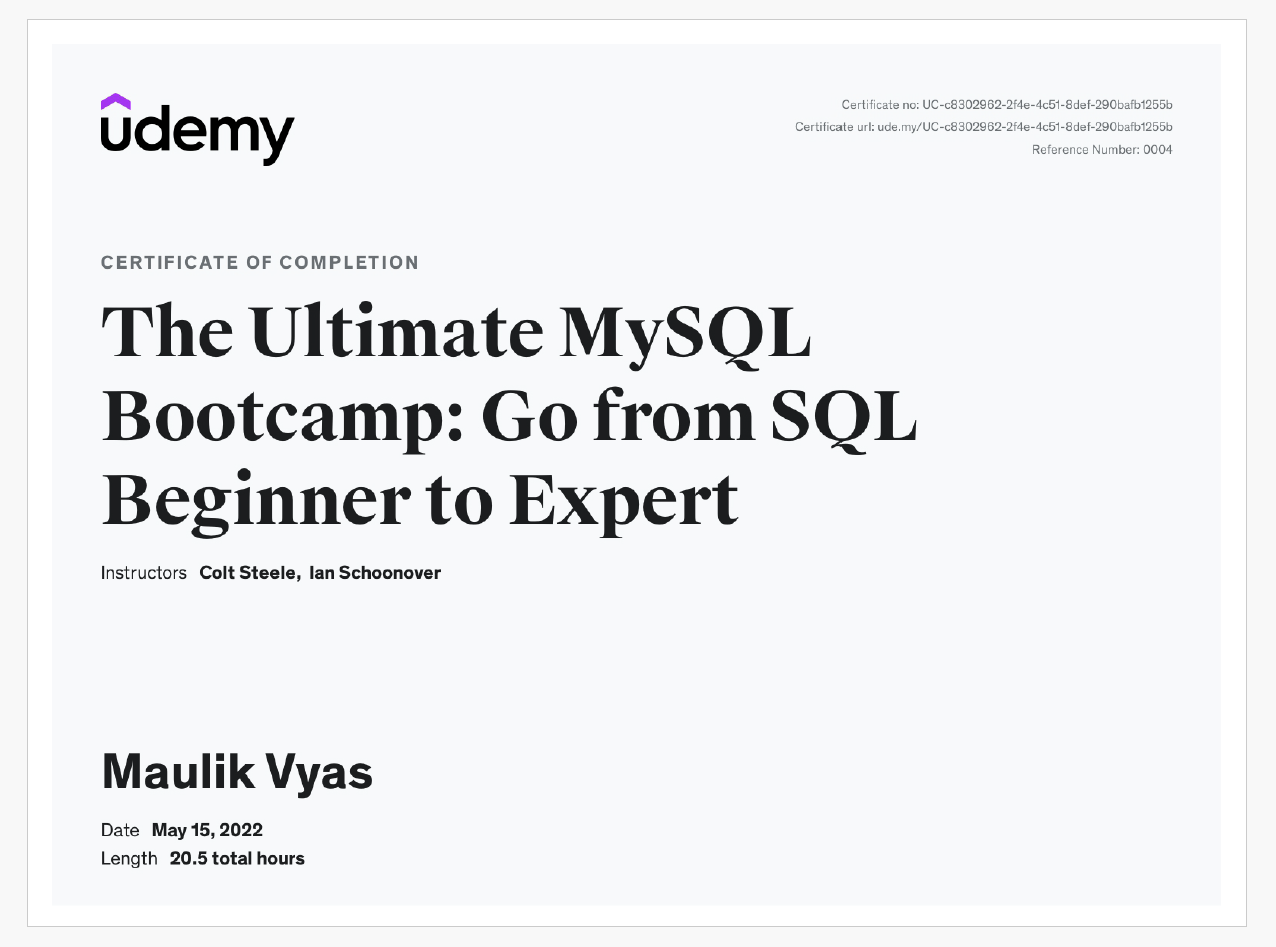 udemy
Certificate no: UC-c8302962-2f4e-4c51-8def-290bafb1255b
Certificate url: ude.my/UC-c8302962-2f4e-4c51-8def-290bafb1255b
Reference Number: 0004
CERTIFICATE OF COMPLETION
The Ultimate MySQL
Bootcamp: Go from SQL
Beginner to Expert
Instructors Colt Steele, Ian Schoonover
Maulik Vyas
Date May 15, 2022
Length 20.5 total hours